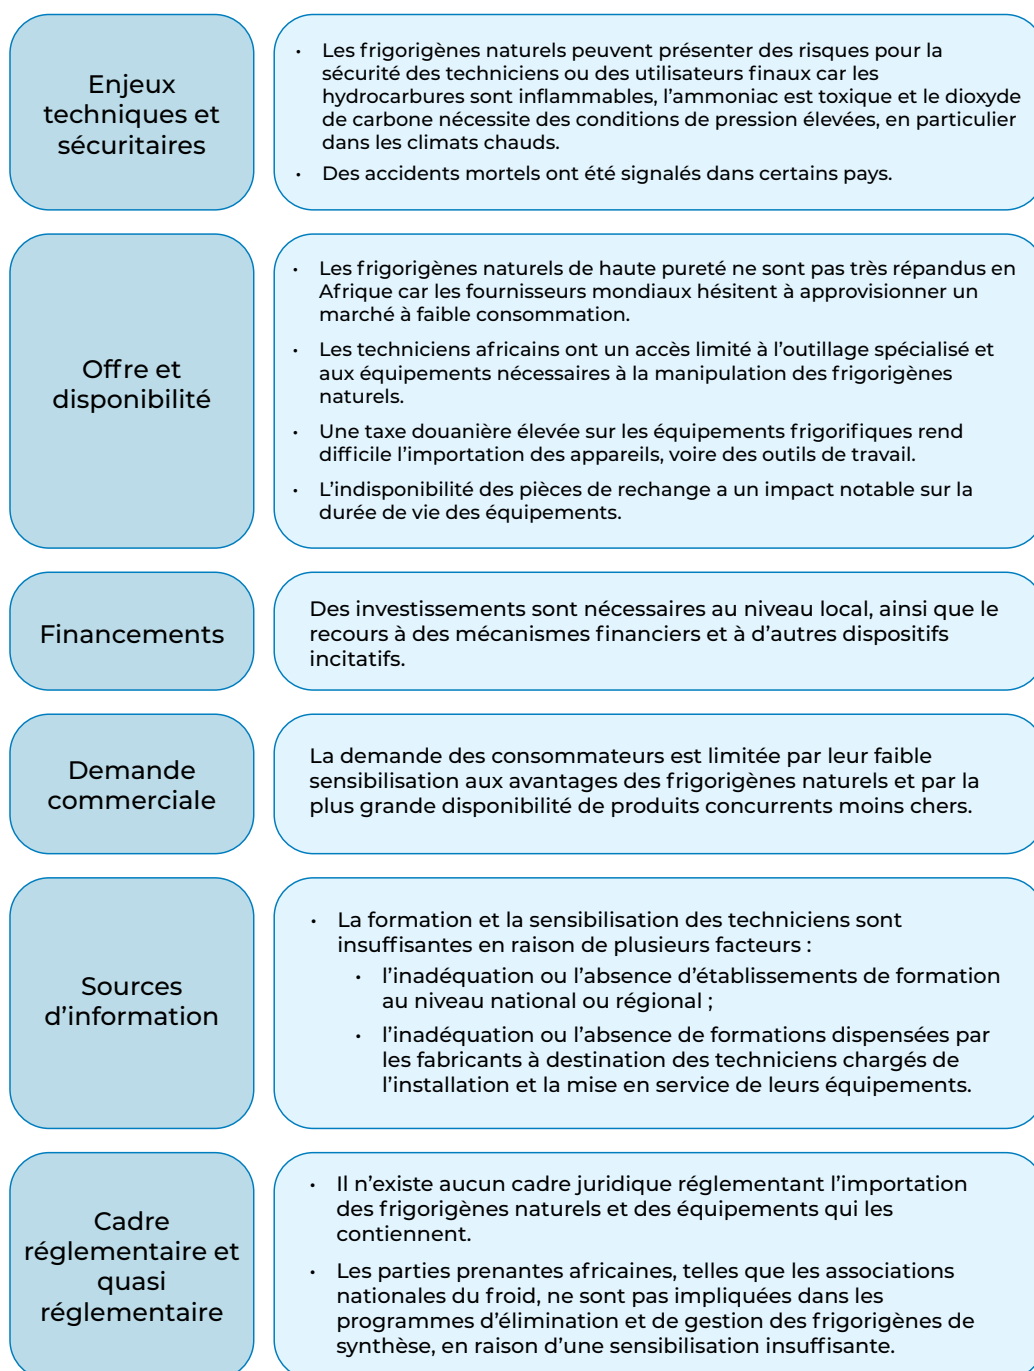 Enjeux
techniques et
sécuritaires
• Les frigorigènes naturels peuvent présenter des risques pour la
sécurité des techniciens ou des utilisateurs finaux car les
hydrocarbures sont inflammables, l’ammoniac est toxique et le dioxyde
de carbone nécessite des conditions de pression élevées, en particulier
dans les climats chauds.
• Des accidents mortels ont été signalés dans certains pays.
Offre et
disponibilité
• Les frigorigènes naturels de haute pureté ne sont pas très répandus en
Afrique car les fournisseurs mondiaux hésitent à approvisionner un
marché à faible consommation.
• Les techniciens africains ont un accès limité à l’outillage spécialisé et
aux équipements nécessaires à la manipulation des frigorigènes
naturels.
• Une taxe douanière élevée sur les équipements frigorifiques rend
difficile l’importation des appareils, voire des outils de travail.
• L’indisponibilité des pièces de rechange a un impact notable sur la
durée de vie des équipements.
Financements
Des investissements sont nécessaires au niveau local, ainsi que le
recours à des mécanismes financiers et à d’autres dispositifs
incitatifs.
Demande
commerciale
La demande des consommateurs est limitée par leur faible
sensibilisation aux avantages des frigorigènes naturels et par la
plus grande disponibilité de produits concurrents moins chers.
Sources
d’information
• La formation et la sensibilisation des techniciens sont
insuffisantes en raison de plusieurs facteurs :
• l’inadéquation ou l’absence d’établissements de formation
au niveau national ou régional ;
• l’inadéquation ou l’absence de formations dispensées par
les fabricants à destination des techniciens chargés de
l’installation et la mise en service de leurs équipements.
Cadre
réglementaire et
quasi
réglementaire
• Il n’existe aucun cadre juridique réglementant l’importation
des frigorigènes naturels et des équipements qui les
contiennent.
• Les parties prenantes africaines, telles que les associations
nationales du froid, ne sont pas impliquées dans les
programmes d’élimination et de gestion des frigorigènes de
synthèse, en raison d’une sensibilisation insuffisante.